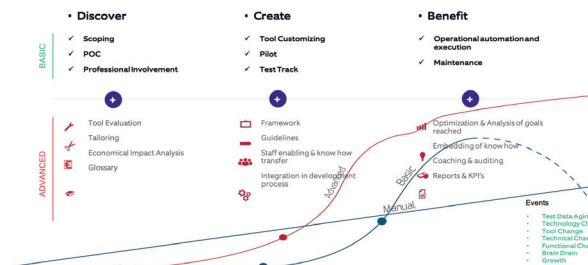 Discover
Create
Benefit
BASIC
Scoping
POC
Professional Involvement
Tool Customizing
Pilot
Test Track
Operational automation and
execution
Maintenance
ADVANCED
Tool Evaluation
Tailoring
Economical Impact Analysis
Glossary
Framework
Guidelines
Staff enabling & know how
transfer
Integration in development
process
Optimization & Analysis of goals
reached
Embedding of know how
Coaching & auditing
Reports & KPI's
Advanced
Basic
Manual
Events
Test Data Agin
Technology Ch
Tool Change
Technical Chan
Functional Cha
Brain Drain
Growth